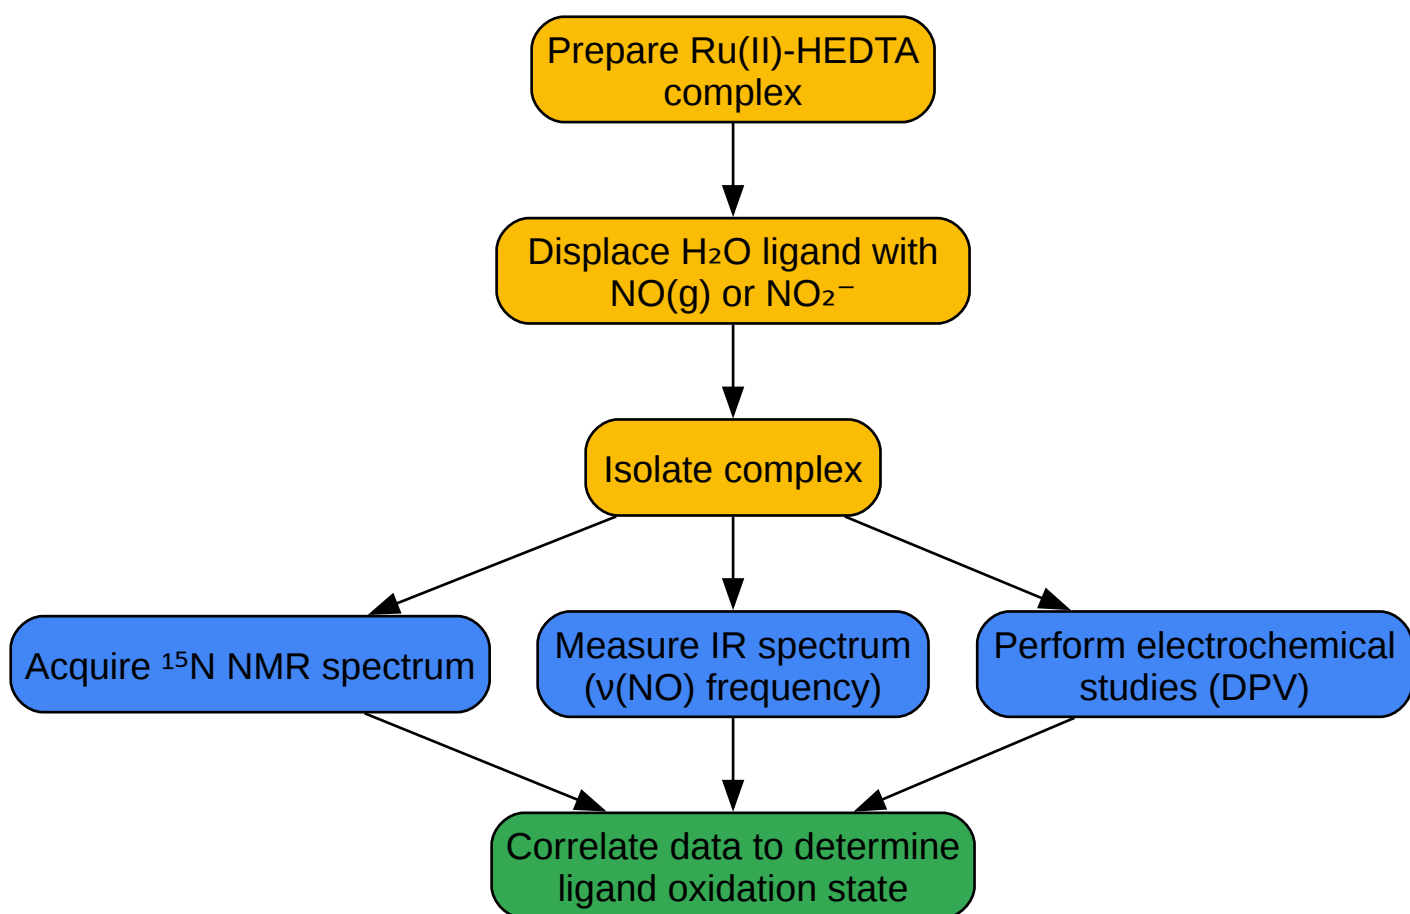 Prepare Ru(II)-HEDTA
complex
Displace H₂O ligand with
NO(g) or NO₂⁻
Isolate complex
Acquire ¹⁵N NMR spectrum
Measure IR spectrum
(ν(NO) frequency)
Perform electrochemical
studies (DPV)
Correlate data to determine
ligand oxidation state